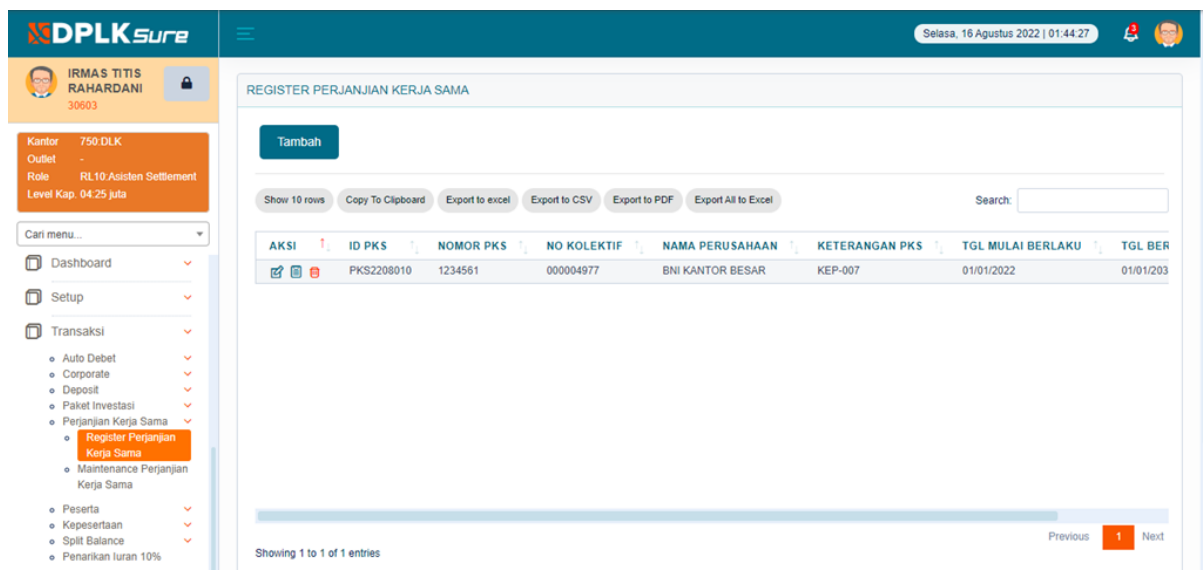 DPLKSure
Selasa, 16 Agustus 2022 | 01:44:27
3
IRMAS TITIS
RAHARDANI
30603
Kantor 750:DLK
Outlet -
Role RL10:Asisten Settlement
Level Kap. 04:25 juta
Cari menu...
Dashboard
Setup
Transaksi
Auto Debet
Corporate
Deposit
Paket Investasi
Perjanjian Kerja Sama
Register Perjanjian
Kerja Sama
Maintenance Perjanjian
Kerja Sama
Peserta
Kepesertaan
Split Balance
Penarikan Iuran 10%
REGISTER PERJANJIAN KERJA SAMA
Tambah
Show 10 rows Copy To Clipboard Export to excel Export to CSV Export to PDF Export All to Excel Search:
AKSI ID PKS NOMOR PKS NO KOLEKTIF NAMA PERUSAHAAN KETERANGAN PKS TGL MULAI BERLAKU TGL BER
PKS2208010 1234561 000004977 BNI KANTOR BESAR KEP-007 01/01/2022 01/01/203
Previous 1 Next
Showing 1 to 1 of 1 entries